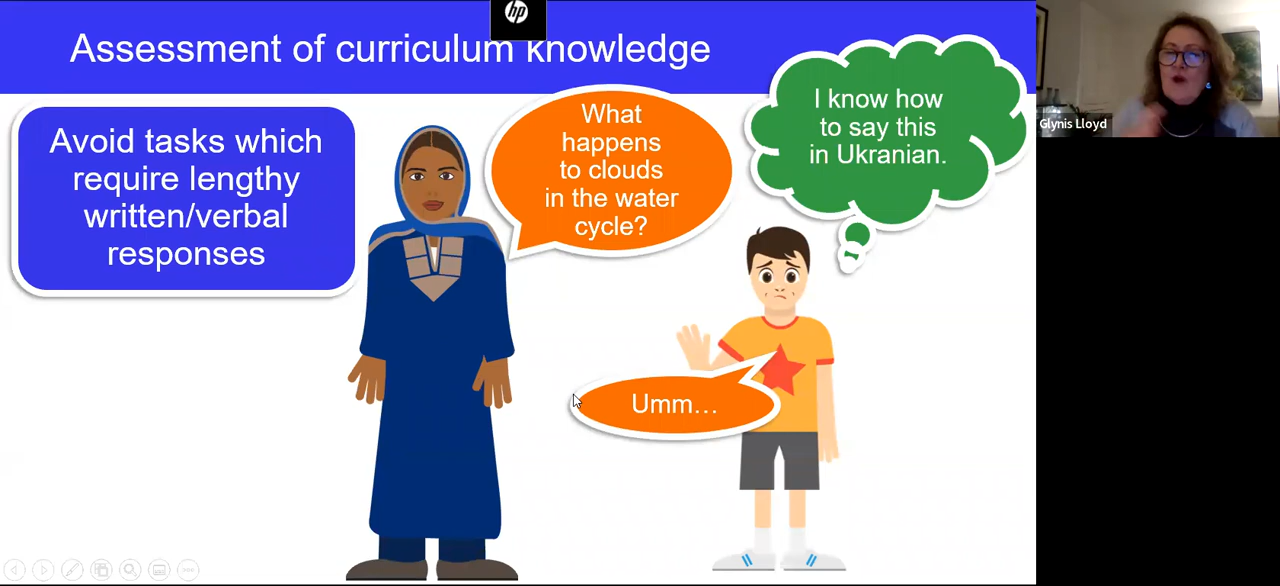 hp
Assessment of curriculum knowledge
Avoid tasks which
require lengthy
written/verbal
responses
What
happens
to clouds
in the water
cycle?
I know how
to say this
in Ukranian.
Umm...
Glynis Lloyd